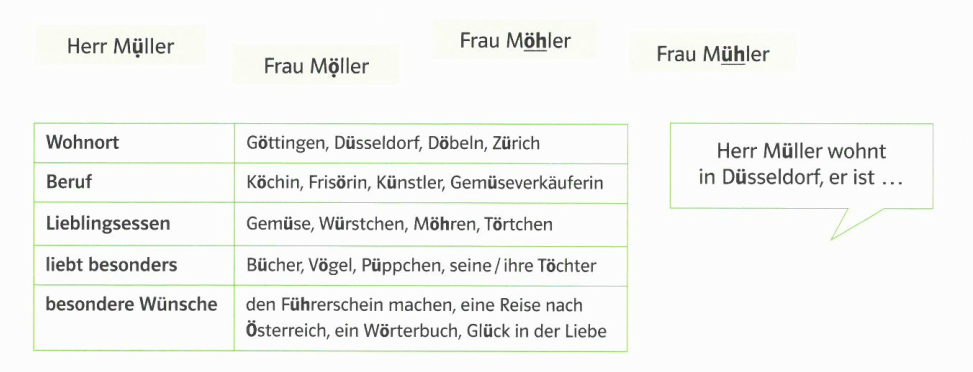 Herr Müller
Frau Möller
Frau Möhler
Frau Mühler
Wohnort Göttingen, Düsseldorf, Döbeln, Zürich
Beruf Köchin, Frisörin, Künstler, Gemüseverkäuferin
Lieblingsessen Gemüse, Würstchen, Möhren, Törtchen
liebt besonders Bücher, Vögel, Püppchen, seine / ihre Töchter
besondere Wünsche den Führerschein machen, eine Reise nach
Österreich, ein Wörterbuch, Glück in der Liebe
Herr Müller wohnt
in Düsseldorf, er ist ...